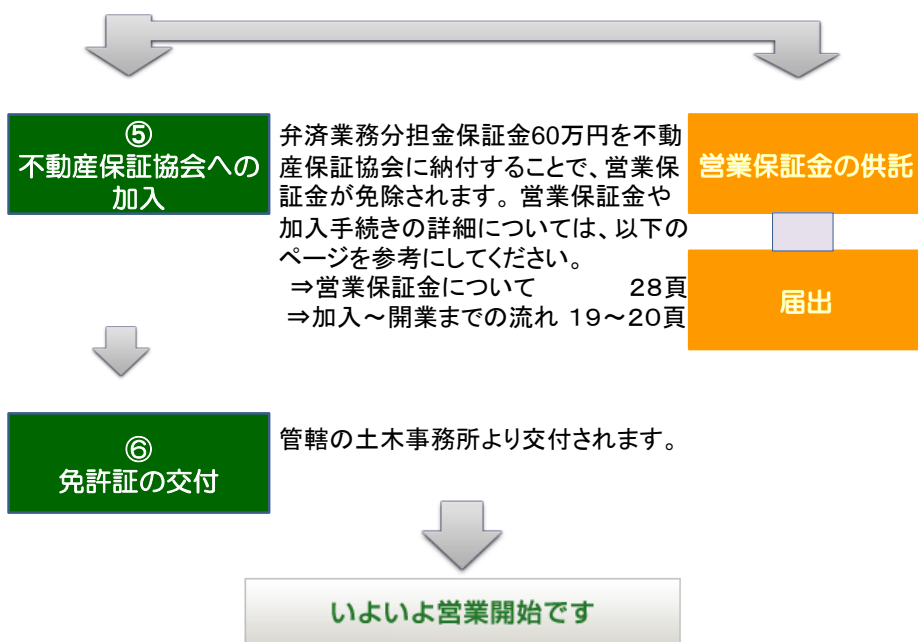 ⑤
不動産保証協会への
加入
弁済業務分担金保証金60万円を不動
産保証協会に納付することで、営業保
証金が免除されます。営業保証金や
加入手続きの詳細については、以下の
ページを参考にしてください。
⇒営業保証金について 28頁
⇒加入～開業までの流れ 19～20頁
営業保証金の供託
届出
⑥
免許証の交付
管轄の土木事務所より交付されます。
いよいよ営業開始です